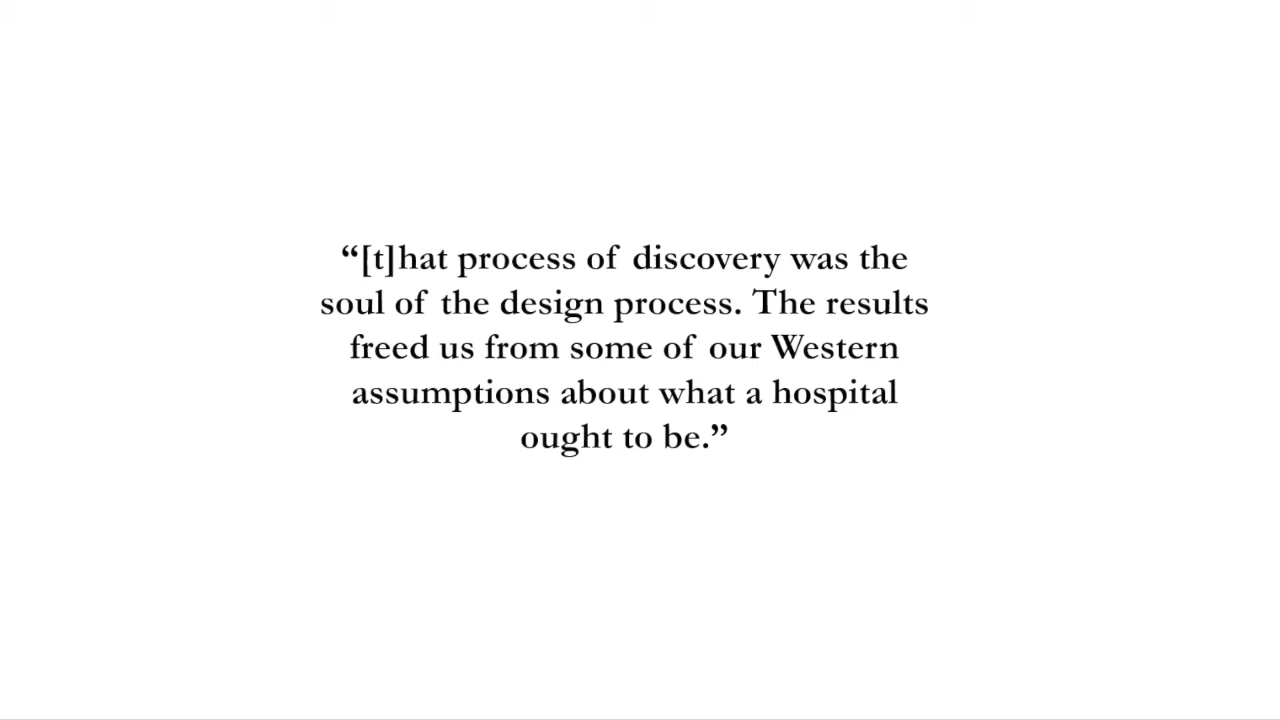 “[t]hat process of discovery was the
soul of the design process. The results
freed us from some of our Western
assumptions about what a hospital
ought to be.”